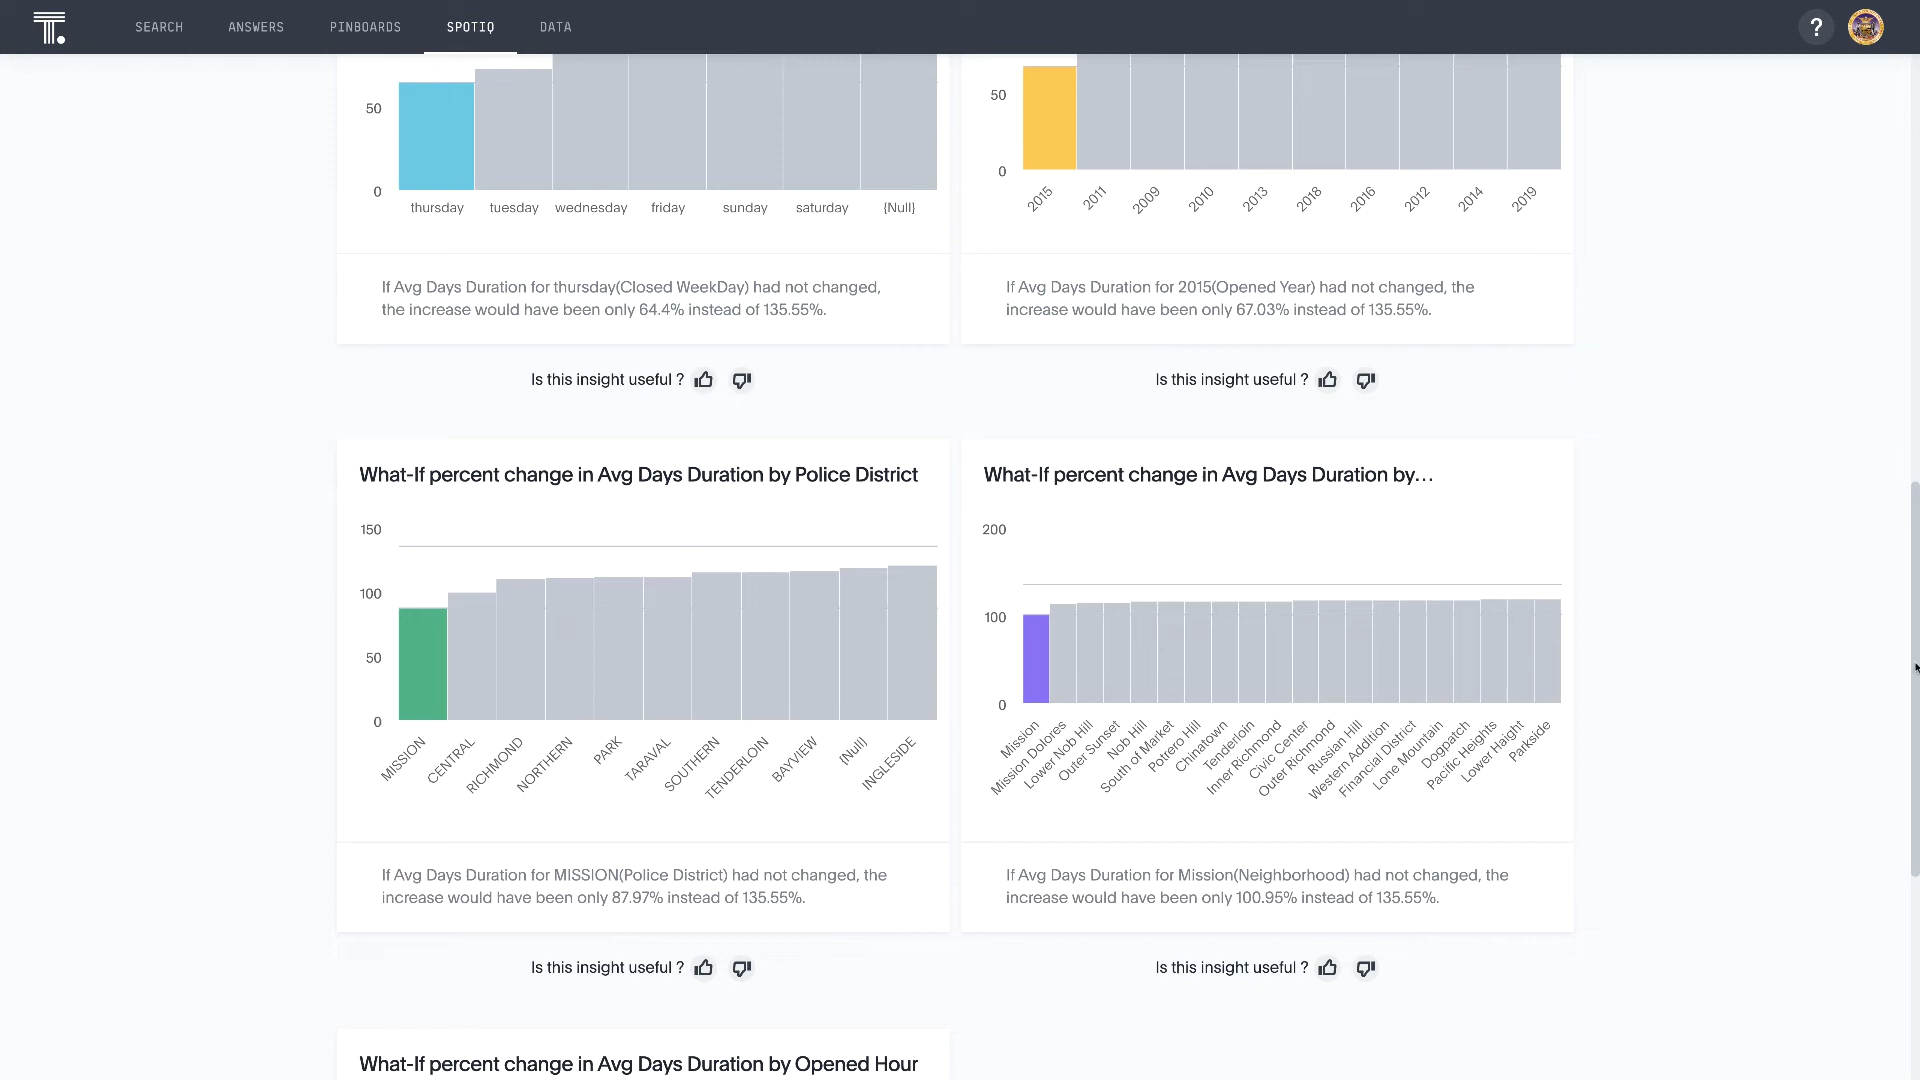 T.
SEARCH
ANSWERS
PINBOARDS
SPOTIQ
DATA
?
50
0
thursday
tuesday
wednesday
friday
sunday
saturday
{Null}
If Avg Days Duration for thursday(Closed WeekDay) had not changed,
the increase would have been only 64.4% instead of 135.55%.
Is this insight useful ?
50
0
2015
2011
2009
2010
2013
2018
2016
2012
2014
2019
If Avg Days Duration for 2015(Opened Year) had not changed, the
increase would have been only 67.03% instead of 135.55%.
Is this insight useful ?
What-If percent change in Avg Days Duration by Police District
150
100
50
0
MISSION
CENTRAL
RICHMOND
NORTHERN
PARK
TARAVAL
SOUTHERN
TENDERLOIN
BAYVIEW
{Null}
INGLESIDE
If Avg Days Duration for MISSION(Police District) had not changed, the
increase would have been only 87.97% instead of 135.55%.
Is this insight useful ?
What-If percent change in Avg Days Duration by...
200
100
0
Mission
Mission Dolores
Lower Nob Hill
Outer Sunset
Nob Hill
South of Market
Potrero Hill
Chinatown
Tenderloin
Inner Richmond
Civic Center
Outer Richmond
Russian Hill
Western Addition
Financial District
Lone Mountain
Dogpatch
Pacific Heights
Lower Haight
Parkside
If Avg Days Duration for Mission(Neighborhood) had not changed, the
increase would have been only 100.95% instead of 135.55%.
Is this insight useful ?
What-If percent change in Avg Days Duration by Opened Hour